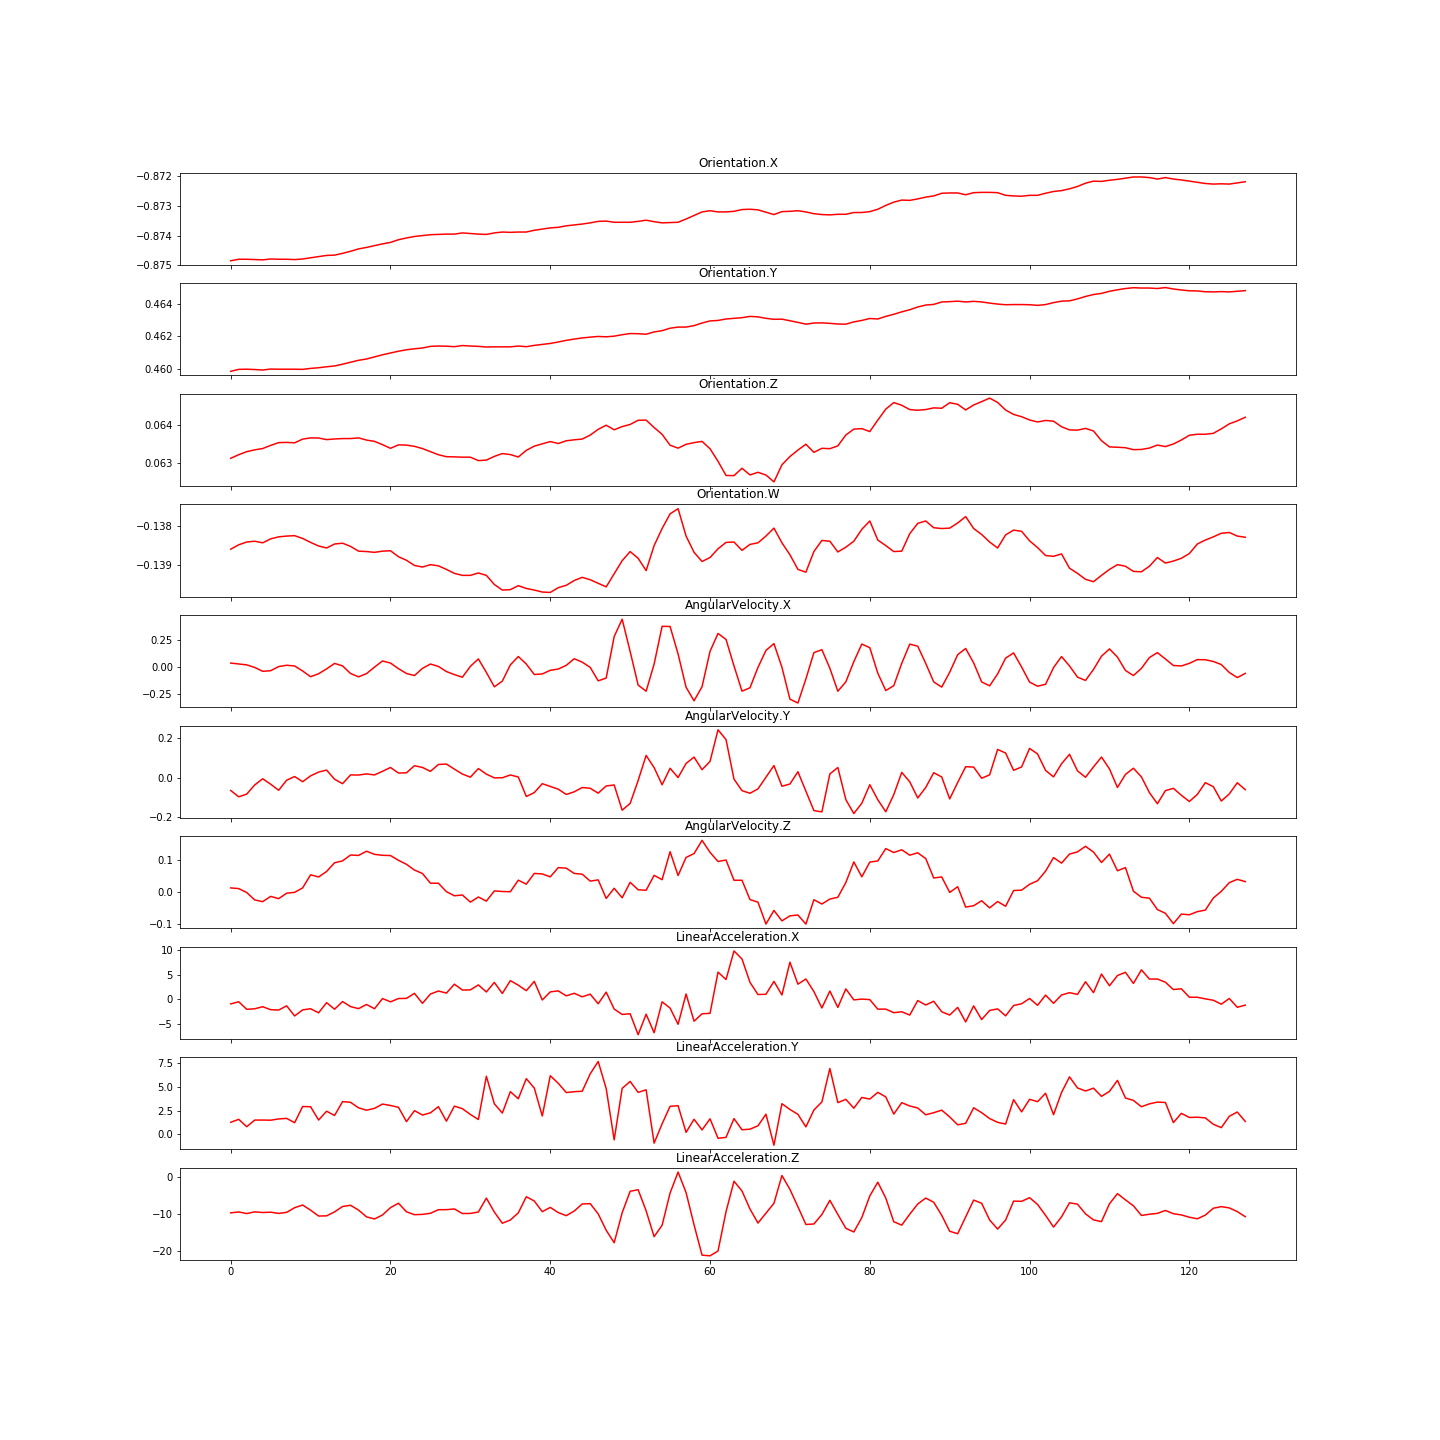 Orientation.X
−0.872
−0.873
−0.874
−0.875
Orientation.Y
0.464
0.462
0.460
Orientation.Z
0.064
0.063
Orientation.W
−0.138
−0.139
AngularVelocity.X
0.25
0.00
−0.25
AngularVelocity.Y
0.2
0.0
−0.2
AngularVelocity.Z
0.1
0.0
−0.1
LinearAcceleration.X
10
5
0
−5
LinearAcceleration.Y
7.5
5.0
2.5
0.0
LinearAcceleration.Z
0
−10
−20
0 20 40 60 80 100 120